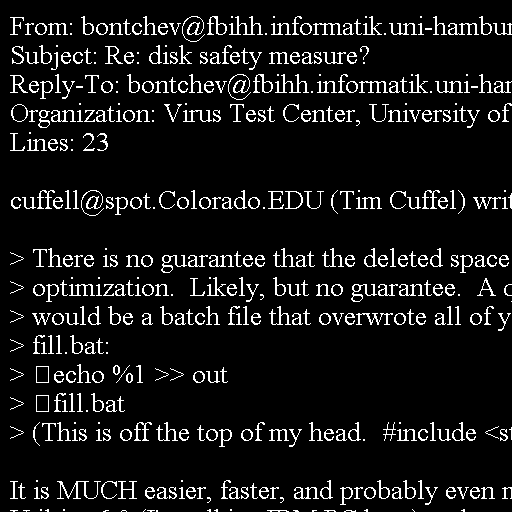 From: bontchev@fbihh.informatik.uni-hambur
Subject: Re: disk safety measure?
Reply-To: bontchev@fbihh.informatik.uni-har
Organization: Virus Test Center, University of
Lines: 23

cuffell@spot.Colorado.EDU (Tim Cuffel) writ

> There is no guarantee that the deleted space
> optimization.  Likely, but no guarantee.  A
> would be a batch file that overwrote all of y
> fill.bat:
> □echo %1 >> out
> □fill.bat
> (This is off the top of my head.  #include <st

It is MUCH easier, faster, and probably even